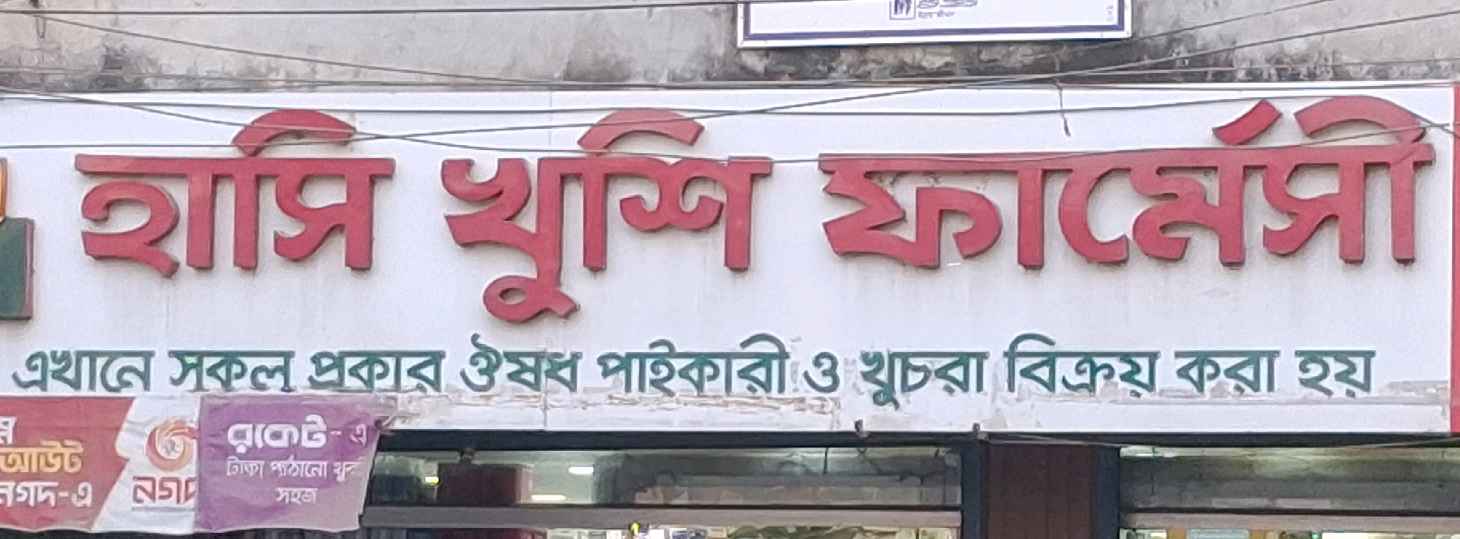 হাসি খুশি ফার্মেসী
এখানে সকল প্রকার ঔষধ পাইকারী ও খুচরা বিক্রয় করা হয়
আউট
নগদ-এ
নগদ
রকেট-এ
টাকা পাঠানো খুব
সহজ